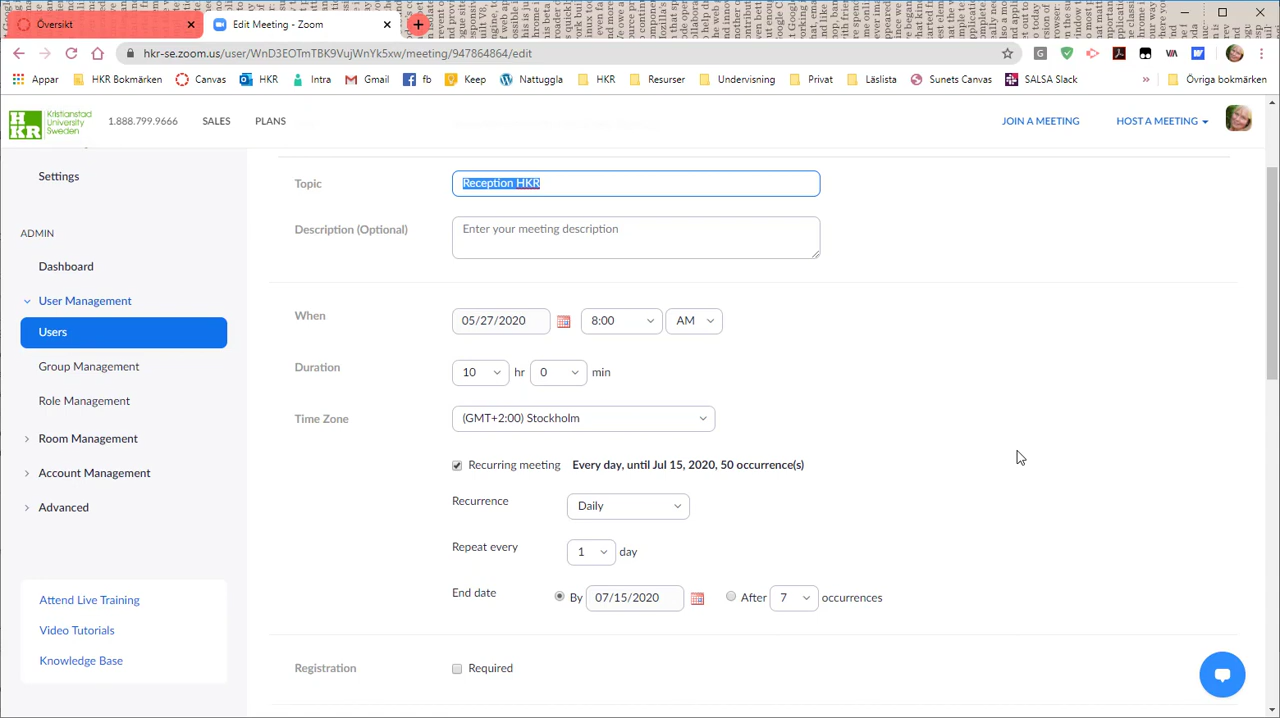 Översikt
Edit Meeting - Zoom
hkr-se.zoom.us/user/WnD3EOTmTBK9VujWnYk5xw/meeting/947864864/edit
Appar HKR Bokmärken Canvas HKR Intra Gmail fb Keep Nattuggla HKR Resurser Undervisning Privat Läslista Sunets Canvas SALSA Slack » Övriga bokmärken
HKR Kristianstad University Sweden
1.888.799.9666 SALES PLANS JOIN A MEETING HOST A MEETING
Settings
ADMIN
Dashboard
User Management
Users
Group Management
Role Management
Room Management
Account Management
Advanced
Attend Live Training
Video Tutorials
Knowledge Base
Topic Reception HKR
Description (Optional) Enter your meeting description
When 05/27/2020 8:00 AM
Duration 10 hr 0 min
Time Zone (GMT+2:00) Stockholm
Recurring meeting Every day, until Jul 15, 2020, 50 occurrence(s)
Recurrence Daily
Repeat every 1 day
End date By 07/15/2020 After 7 occurrences
Registration Required